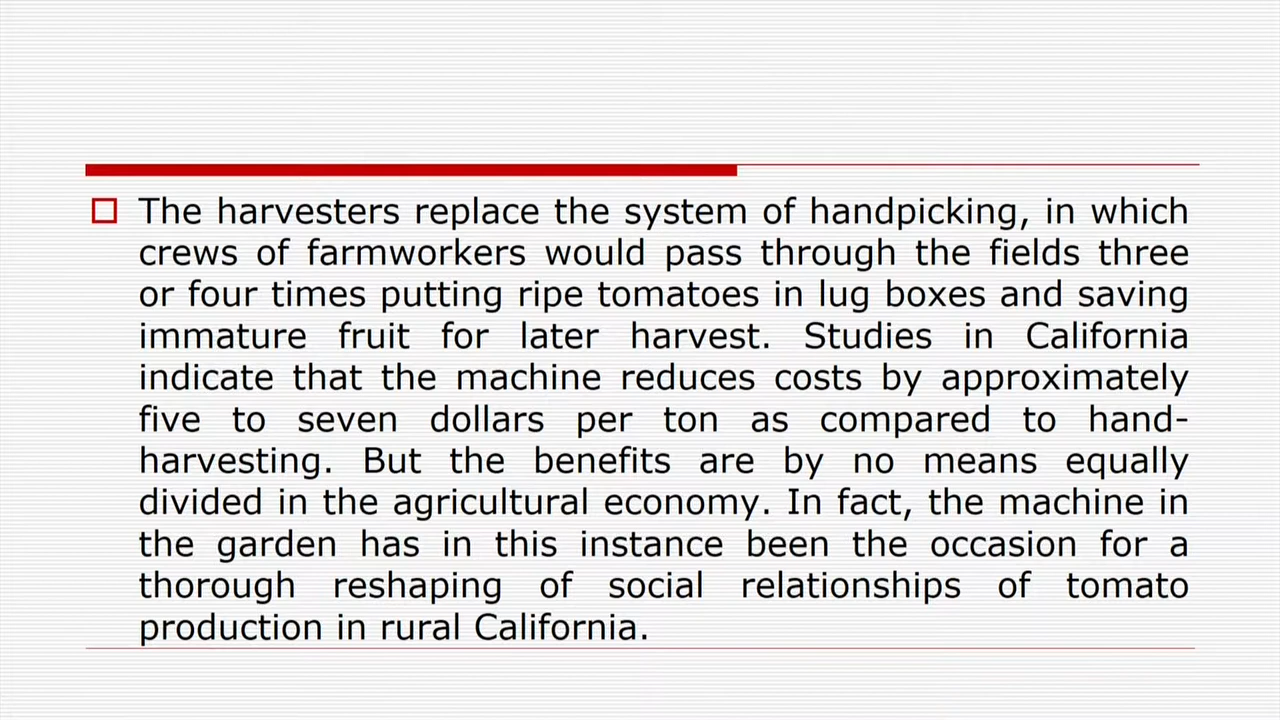 The harvesters replace the system of handpicking, in which
crews of farmworkers would pass through the fields three
or four times putting ripe tomatoes in lug boxes and saving
immature fruit for later harvest. Studies in California
indicate that the machine reduces costs by approximately
five to seven dollars per ton as compared to hand-
harvesting. But the benefits are by no means equally
divided in the agricultural economy. In fact, the machine in
the garden has in this instance been the occasion for a
thorough reshaping of social relationships of tomato
production in rural California.